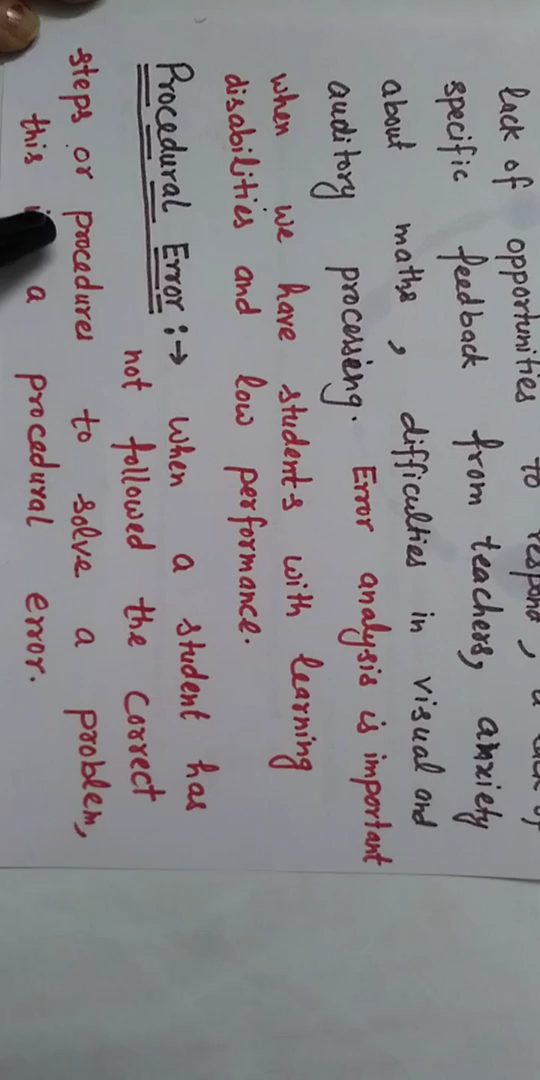 lack of opportunities to respond, a lack of
specific feedback from teachers, anxiety
about maths, difficulties in visual and
auditory processing. Error analysis is important
when we have students with learning
disabilities and low performance.
Procedural Error :→ when a student has
not followed the correct
steps or procedures to solve a problem,
this a procedural error.